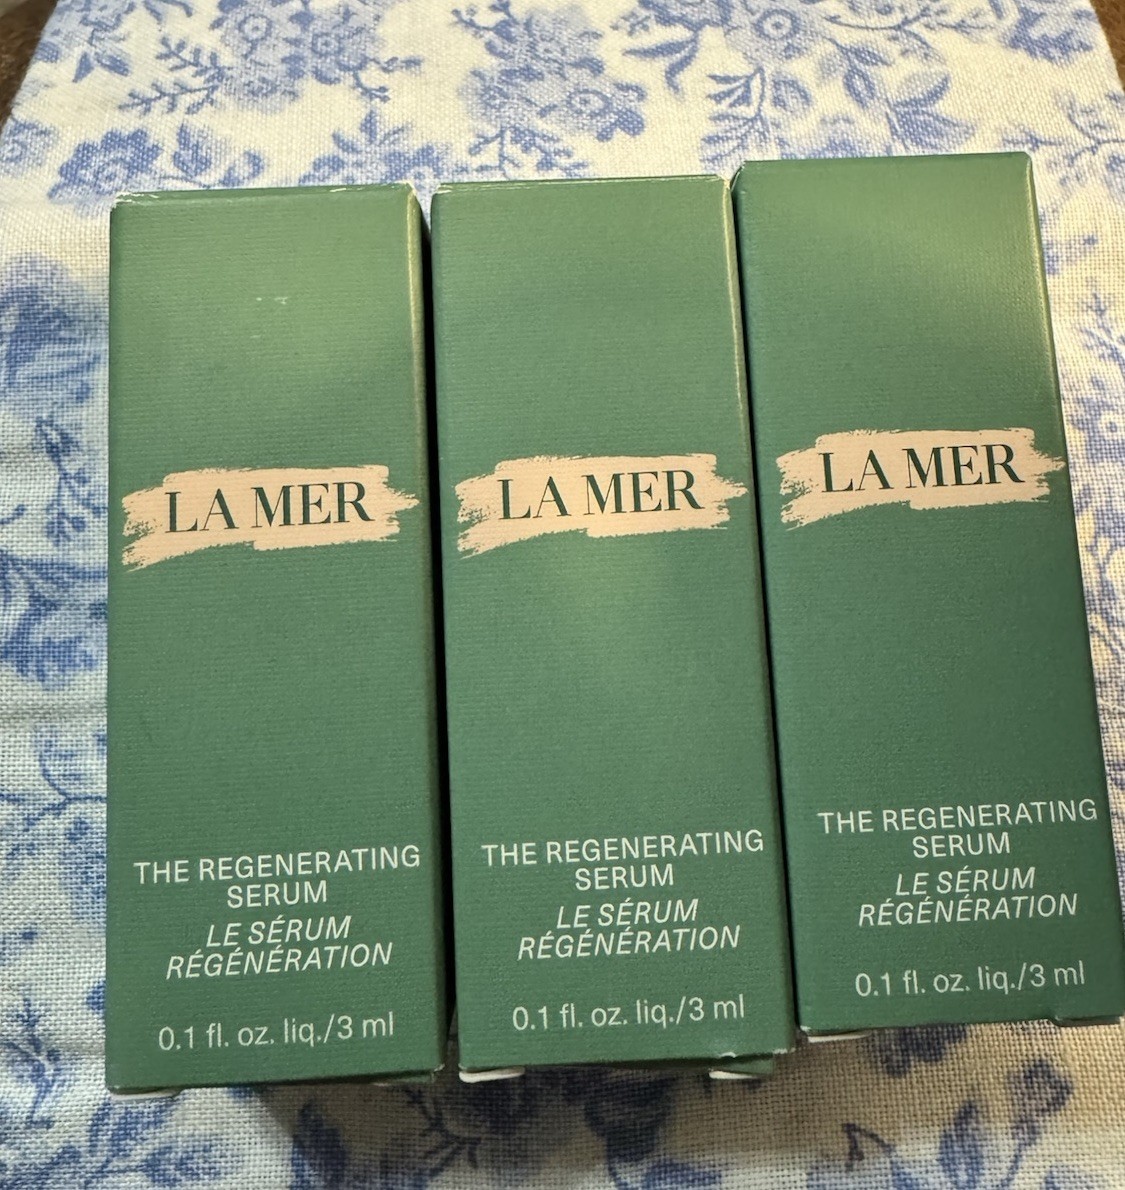 LA MER
THE REGENERATING
SERUM
LE SÉRUM
RÉGÉNÉRATION
0.1 fl. oz. liq./3 ml
LA MER
THE REGENERATING
SERUM
LE SÉRUM
RÉGÉNÉRATION
0.1 fl. oz. liq./3 ml
LA MER
THE REGENERATING
SERUM
LE SÉRUM
RÉGÉNÉRATION
0.1 fl. oz. liq./3 ml